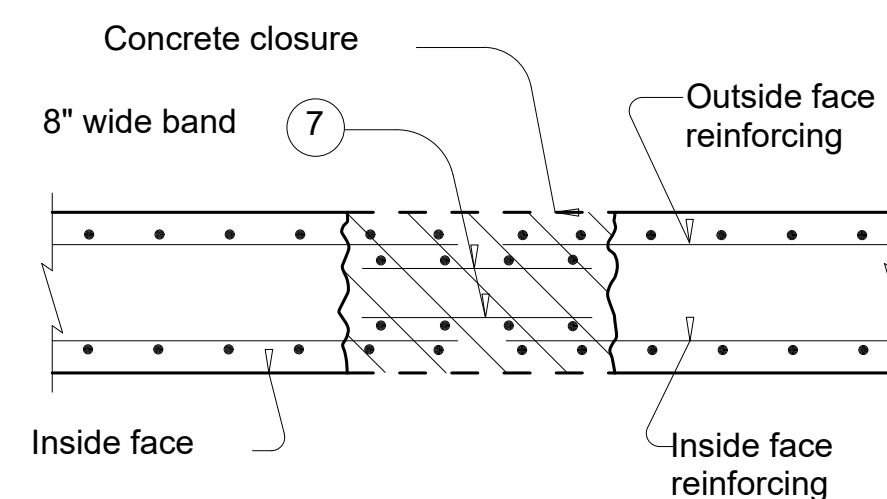 Concrete closure
8" wide band
7
Outside face
reinforcing
Inside face
Inside face
reinforcing